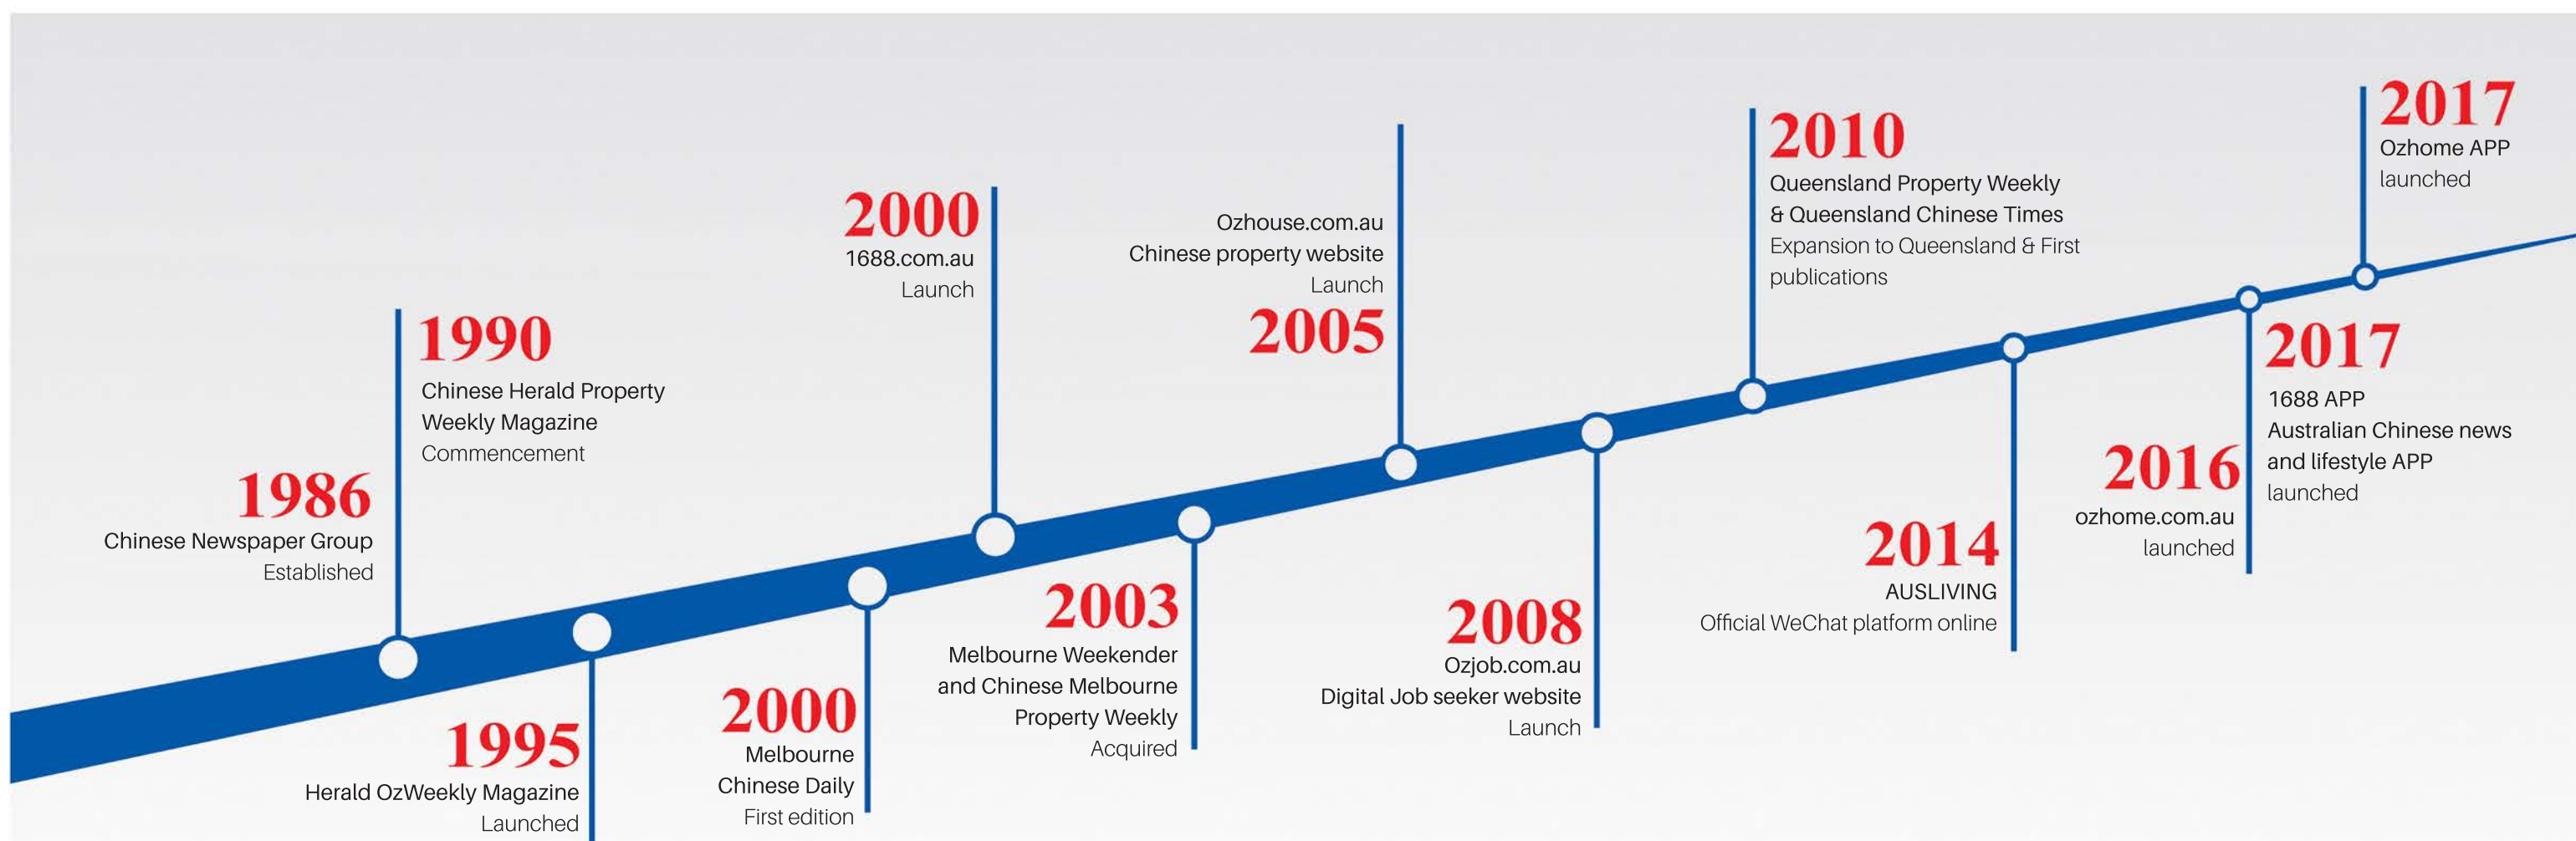 1986
Chinese Newspaper Group
Established
1990
Chinese Herald Property
Weekly Magazine
Commencement
1995
Herald OzWeekly Magazine
Launched
2000
Melbourne
Chinese Daily
First edition
2000
1688.com.au
Launch
2003
Melbourne Weekender
and Chinese Melbourne
Property Weekly
Acquired
Ozhouse.com.au
Chinese property website
Launch
2005
2008
Ozjob.com.au
Digital Job seeker website
Launch
2010
Queensland Property Weekly
& Queensland Chinese Times
Expansion to Queensland & First
publications
2014
AUSLIVING
Official WeChat platform online
2016
ozhome.com.au
launched
2017
1688 APP
Australian Chinese news
and lifestyle APP
launched
2017
Ozhome APP
launched